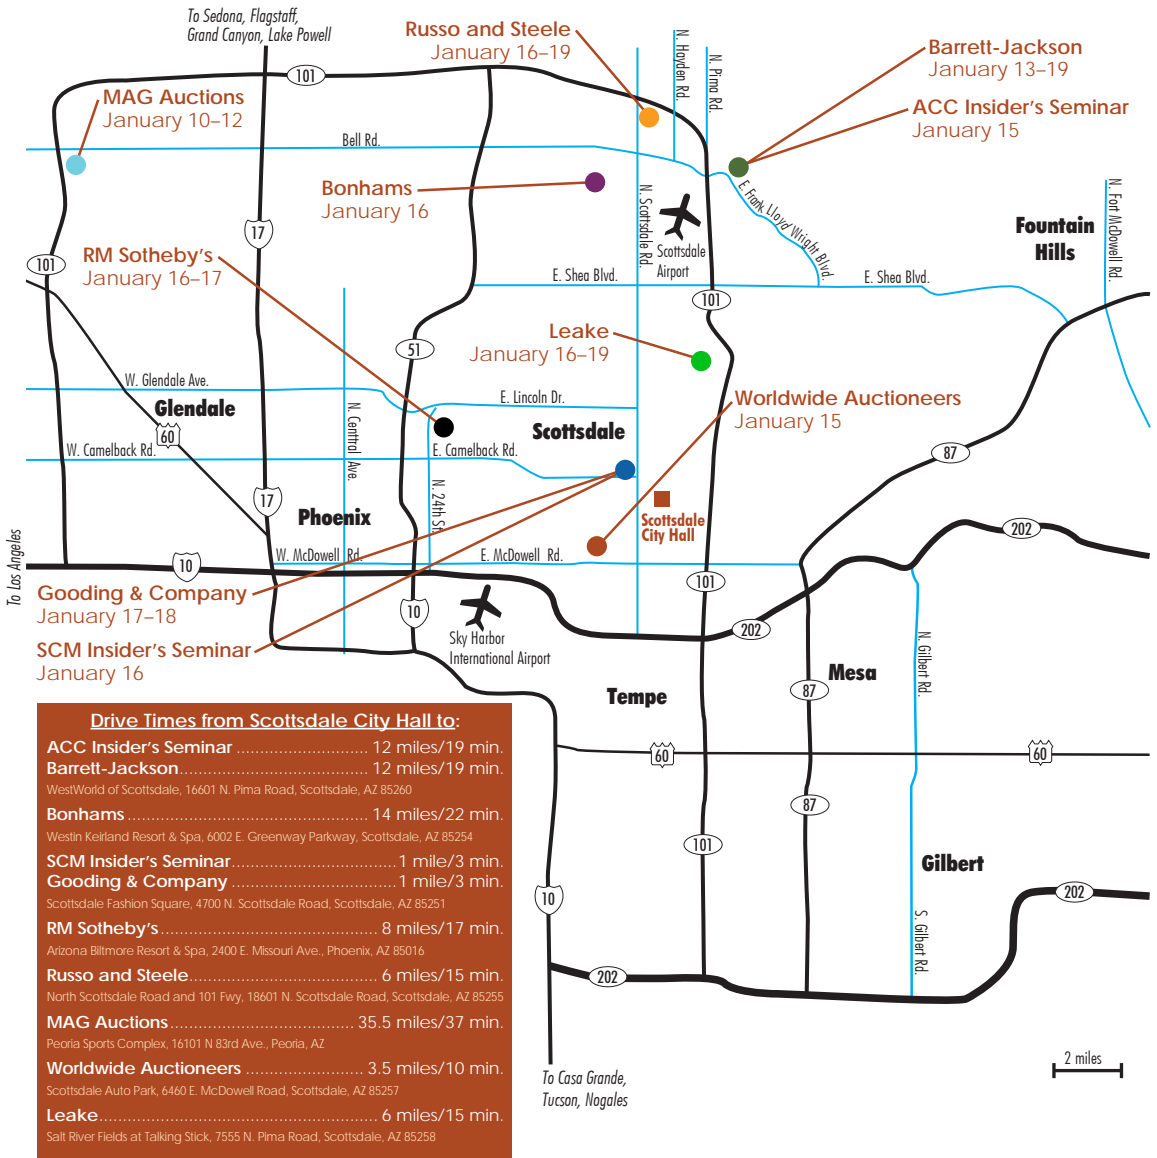 To Sedona, Flagstaff,
Grand Canyon, Lake Powell
Russo and Steele
January 16–19
N. Hayden Rd.
N. Pima Rd.
Barrett-Jackson
January 13–19
ACC Insider's Seminar
January 15
101
MAG Auctions
January 10–12
Bell Rd.
Bonhams
January 16
N. Scottsdale Rd.
E. Frank Lloyd Wright Blvd.
N. Fort McDowell Rd.
Fountain
Hills
17
Scottsdale
Airport
RM Sotheby's
January 16–17
101
E. Shea Blvd.
E. Shea Blvd.
101
Leake
January 16–19
51
W. Glendale Ave.
Glendale
60
N. Central Ave.
E. Lincoln Dr.
Worldwide Auctioneers
January 15
Scottsdale
W. Camelback Rd.
E. Camelback Rd.
87
17
N. 24th St.
Phoenix
Scottsdale
City Hall
202
To Los Angeles
10
W. McDowell Rd.
E. McDowell Rd.
101
Gooding & Company
January 17–18
10
Sky Harbor
International Airport
202
SCM Insider's Seminar
January 16
N. Gilbert Rd.
Mesa
87
Tempe
60
60
87
101
Gilbert
10
202
S. Gilbert Rd.
202
Drive Times from Scottsdale City Hall to:
ACC Insider's Seminar ............................ 12 miles/19 min.
Barrett-Jackson........................................ 12 miles/19 min.
WestWorld of Scottsdale, 16601 N. Pima Road, Scottsdale, AZ 85260
Bonhams ................................................... 14 miles/22 min.
Westin Keirland Resort & Spa, 6002 E. Greenway Parkway, Scottsdale, AZ 85254
SCM Insider's Seminar................................... 1 mile/3 min.
Gooding & Company ................................... 1 mile/3 min.
Scottsdale Fashion Square, 4700 N. Scottsdale Road, Scottsdale, AZ 85251
RM Sotheby's .............................................. 8 miles/17 min.
Arizona Biltmore Resort & Spa, 2400 E. Missouri Ave., Phoenix, AZ 85016
Russo and Steele........................................ 6 miles/15 min.
North Scottsdale Road and 101 Fwy, 18601 N. Scottsdale Road, Scottsdale, AZ 85255
MAG Auctions ....................................... 35.5 miles/37 min.
Peoria Sports Complex, 16101 N 83rd Ave., Peoria, AZ
Worldwide Auctioneers ......................... 3.5 miles/10 min.
Scottsdale Auto Park, 6460 E. McDowell Road, Scottsdale, AZ 85257
Leake........................................................... 6 miles/15 min.
Salt River Fields at Talking Stick, 7555 N. Pima Road, Scottsdale, AZ 85258
2 miles
To Casa Grande,
Tucson, Nogales